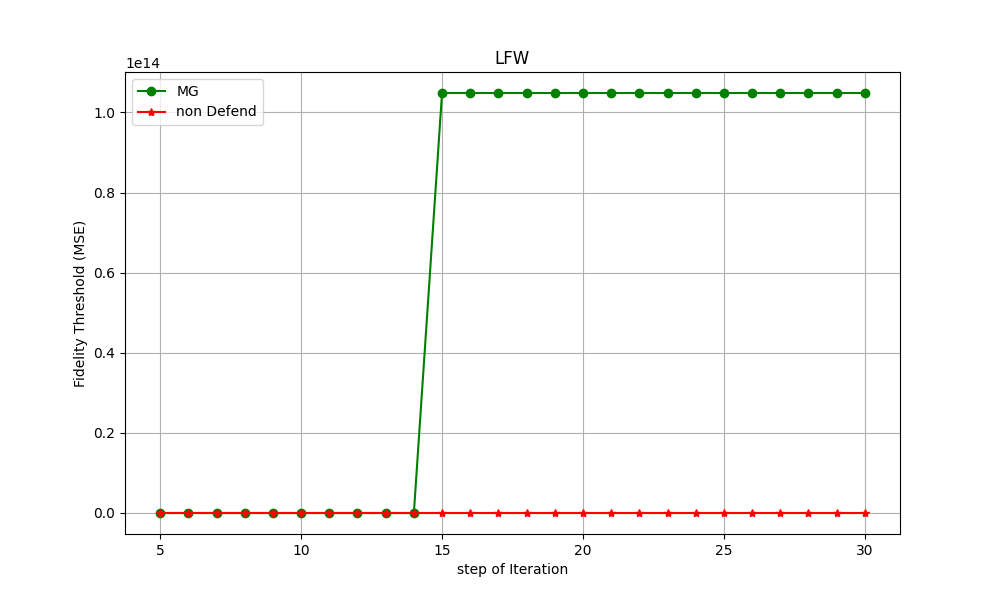 LFW
1e14
MG
non Defend
1.0
0.8
0.6
0.4
0.2
0.0
Fidelity Threshold (MSE)
5 10 15 20 25 30
step of Iteration